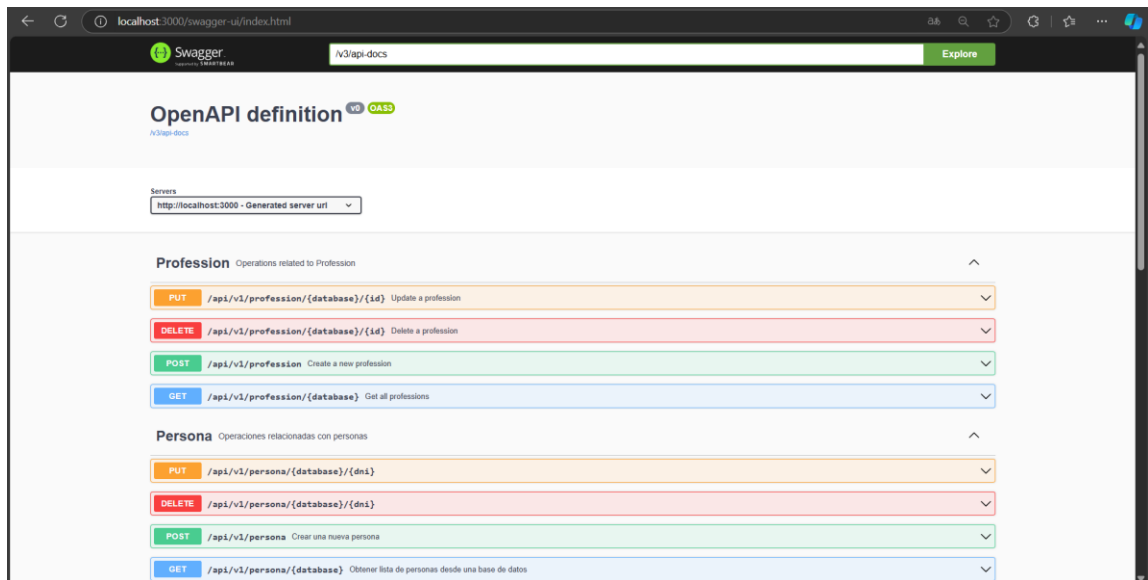 localhost:3000/swagger-ui/index.html
Swagger
Supported by SMARTBEAR
/v3/api-docs
Explore
OpenAPI definition v0 OAS3
/v3/api-docs
Servers
http://localhost:3000 - Generated server url
Profession Operations related to Profession
PUT /api/v1/profession/{database}/{id} Update a profession
DELETE /api/v1/profession/{database}/{id} Delete a profession
POST /api/v1/profession Create a new profession
GET /api/v1/profession/{database} Get all professions
Persona Operaciones relacionadas con personas
PUT /api/v1/persona/{database}/{dni}
DELETE /api/v1/persona/{database}/{dni}
POST /api/v1/persona Crear una nueva persona
GET /api/v1/persona/{database} Obtener lista de personas desde una base de datos